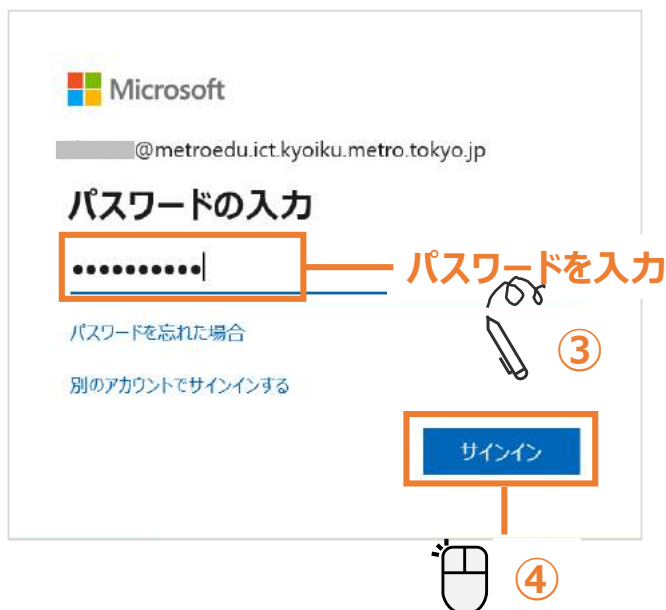 Microsoft
@metroedu.ict.kyoiku.metro.tokyo.jp
パスワードの入力
••••••••••
パスワードを入力
パスワードを忘れた場合
③
別のアカウントでサインインする
サインイン
④